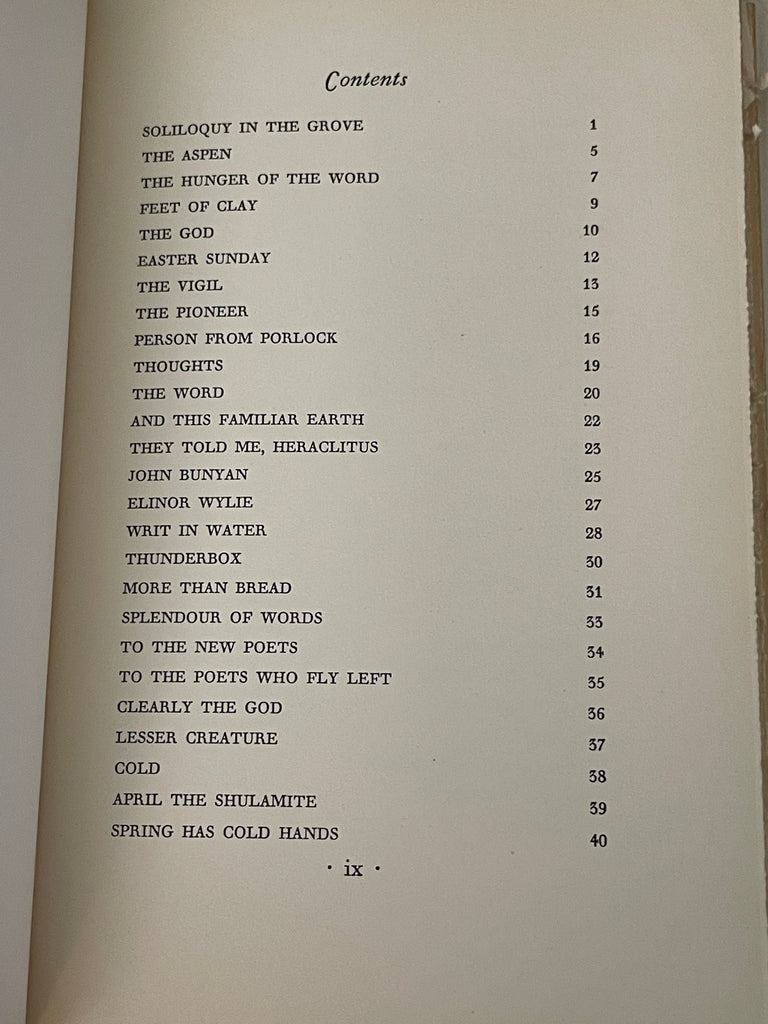 Contents
SOLILOQUY IN THE GROVE 1
THE ASPEN 5
THE HUNGER OF THE WORD 7
FEET OF CLAY 9
THE GOD 10
EASTER SUNDAY 12
THE VIGIL 13
THE PIONEER 15
PERSON FROM PORLOCK 16
THOUGHTS 19
THE WORD 20
AND THIS FAMILIAR EARTH 22
THEY TOLD ME, HERACLITUS 23
JOHN BUNYAN 25
ELINOR WYLIE 27
WRIT IN WATER 28
THUNDERBOX 30
MORE THAN BREAD 31
SPLENDOUR OF WORDS 33
TO THE NEW POETS 34
TO THE POETS WHO FLY LEFT 35
CLEARLY THE GOD 36
LESSER CREATURE 37
COLD 38
APRIL THE SHULAMITE 39
SPRING HAS COLD HANDS 40
· ix ·